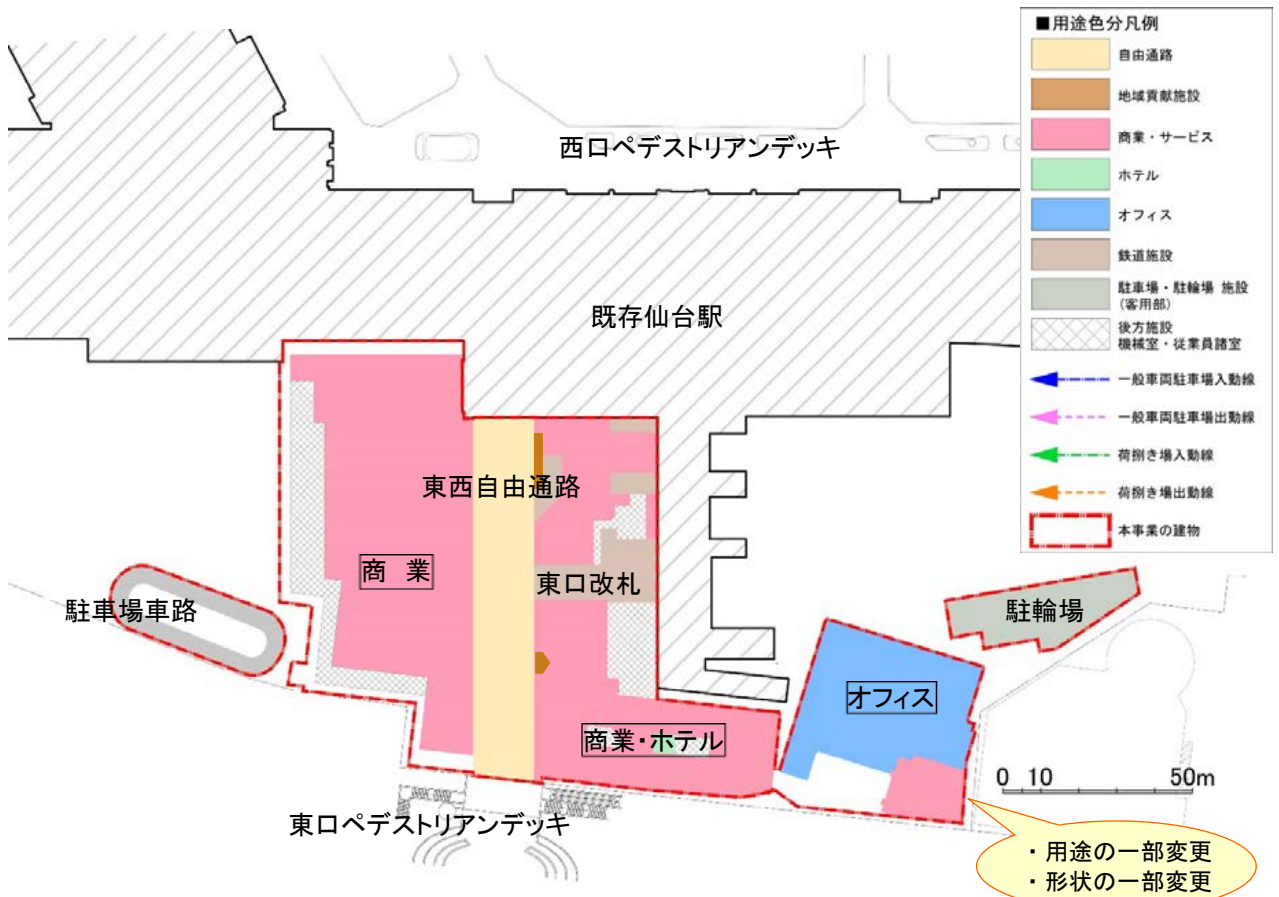 ■用途色分凡例
自由通路
地域貢献施設
商業・サービス
ホテル
オフィス
鉄道施設
駐車場・駐輪場 施設
(客用部)
後方施設
機械室・従業員諸室
一般車両駐車場入動線
一般車両駐車場出動線
荷捌き場入動線
荷捌き場出動線
本事業の建物
西口ペデストリアンデッキ
既存仙台駅
東西自由通路
商 業
東口改札
駐車場車路
駐輪場
オフィス
商業・ホテル
0 10 50m
東口ペデストリアンデッキ
・用途の一部変更
・形状の一部変更